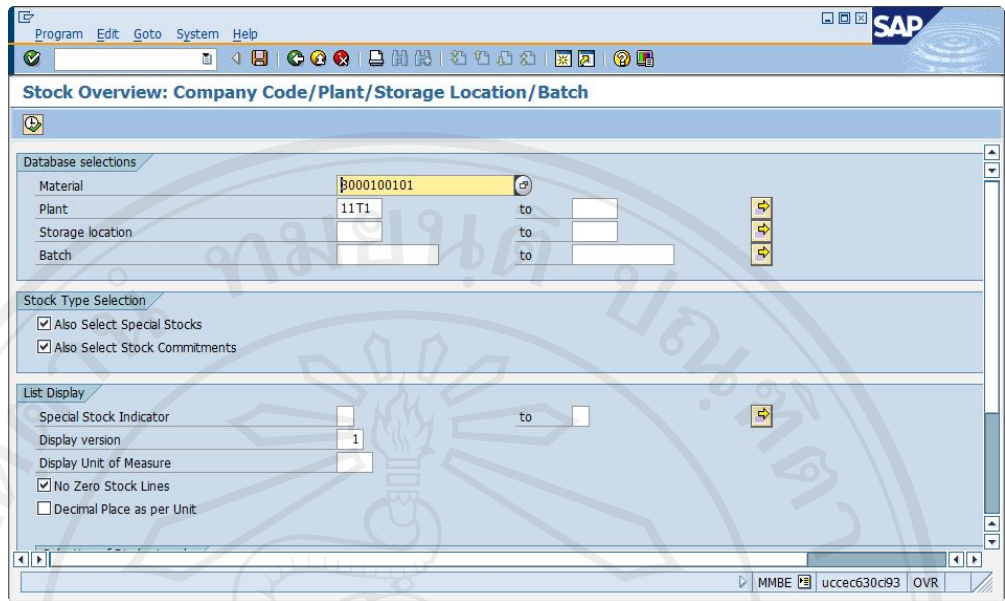 Program Edit Goto System Help
SAP
Stock Overview: Company Code/Plant/Storage Location/Batch
Database selections
Material 3000100101
Plant 11T1 to
Storage location to
Batch to
Stock Type Selection
Also Select Special Stocks
Also Select Stock Commitments
List Display
Special Stock Indicator to
Display version 1
Display Unit of Measure
No Zero Stock Lines
Decimal Place as per Unit
MMBE uccec630ci93 OVR